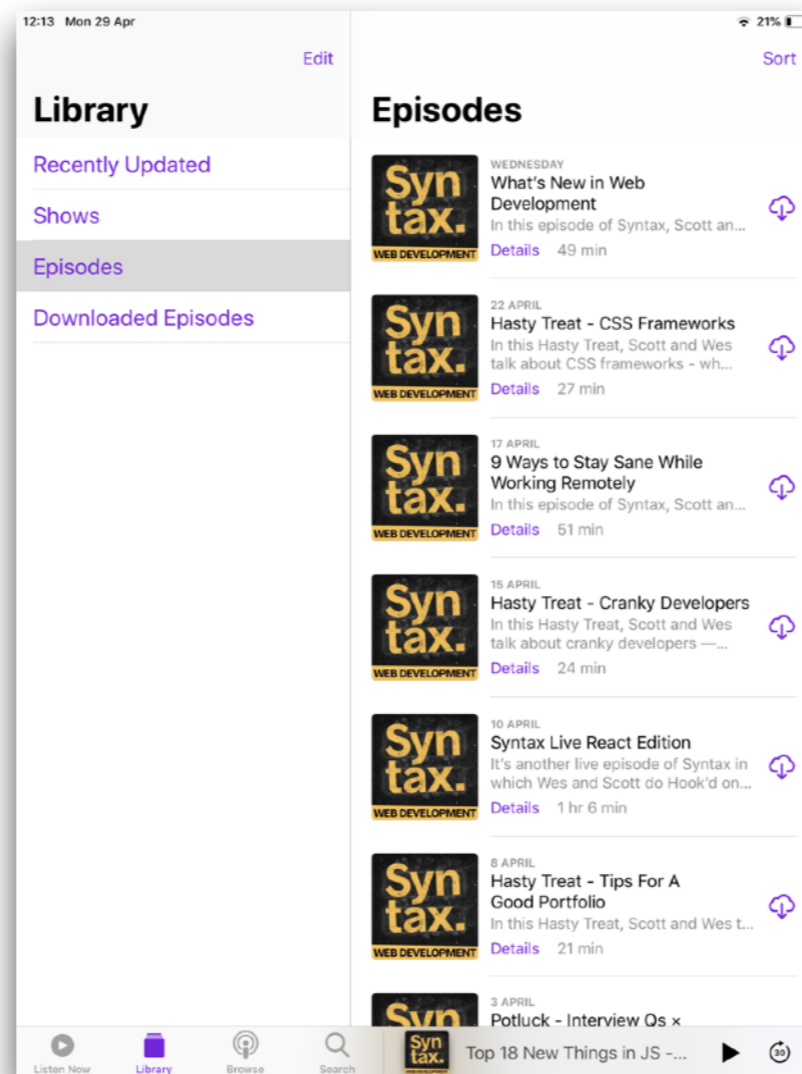 12:13 Mon 29 Apr
21%
Edit
Library
Recently Updated
Shows
Episodes
Downloaded Episodes
Sort
Episodes
Syn
tax.
WEB DEVELOPMENT
WEDNESDAY
What's New in Web
Development
In this episode of Syntax, Scott an...
Details 49 min
Syn
tax.
WEB DEVELOPMENT
22 APRIL
Hasty Treat - CSS Frameworks
In this Hasty Treat, Scott and Wes
talk about CSS frameworks - wh...
Details 27 min
Syn
tax.
WEB DEVELOPMENT
17 APRIL
9 Ways to Stay Sane While
Working Remotely
In this episode of Syntax, Scott an...
Details 51 min
Syn
tax.
WEB DEVELOPMENT
15 APRIL
Hasty Treat - Cranky Developers
In this Hasty Treat, Scott and Wes
talk about cranky developers —...
Details 24 min
Syn
tax.
WEB DEVELOPMENT
10 APRIL
Syntax Live React Edition
It's another live episode of Syntax in
which Wes and Scott do Hook'd on...
Details 1 hr 6 min
Syn
tax.
WEB DEVELOPMENT
8 APRIL
Hasty Treat - Tips For A
Good Portfolio
In this Hasty Treat, Scott and Wes t...
Details 21 min
Syn
3 APRIL
Potluck - Interview Qs ×
Listen Now
Library
Browse
Search
Syn
tax.
Top 18 New Things in JS -...
30